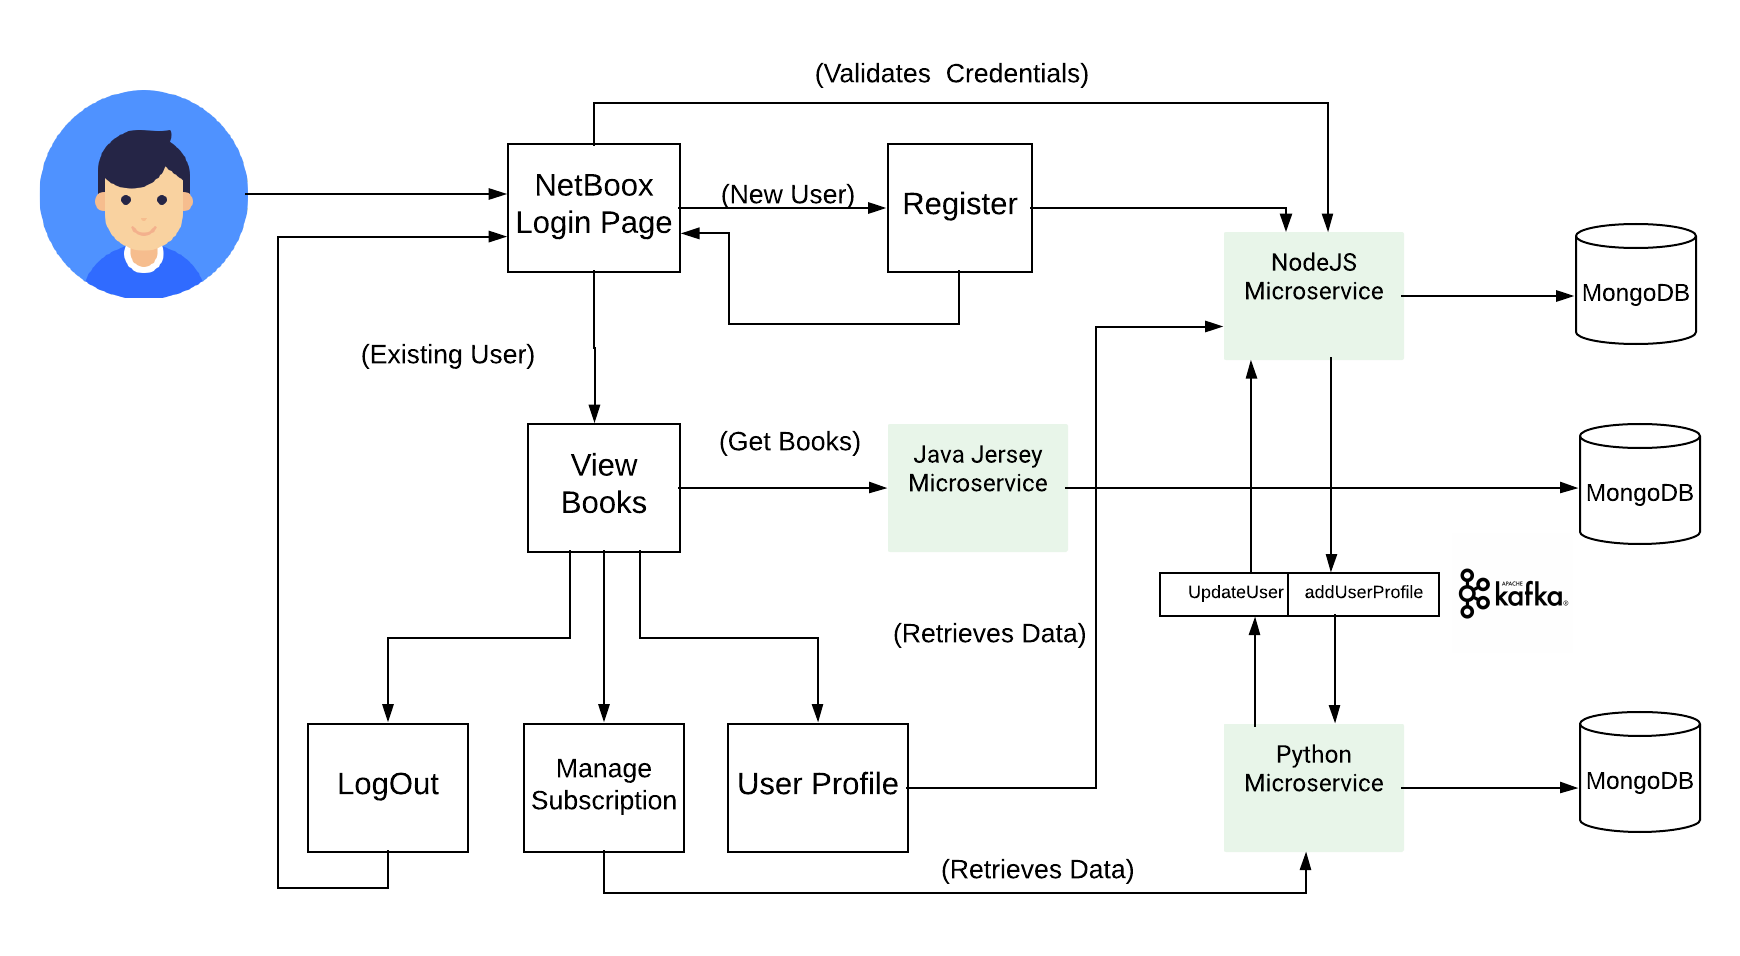 (Validates  Credentials)
NetBoox
Login Page
(New User)
Register
NodeJS
Microservice
MongoDB
(Existing User)
View
Books
(Get Books)
Java Jersey
Microservice
MongoDB
UpdateUser
addUserProfile
APACHE
kafka®
(Retrieves Data)
LogOut
Manage
Subscription
User Profile
Python
Microservice
MongoDB
(Retrieves Data)